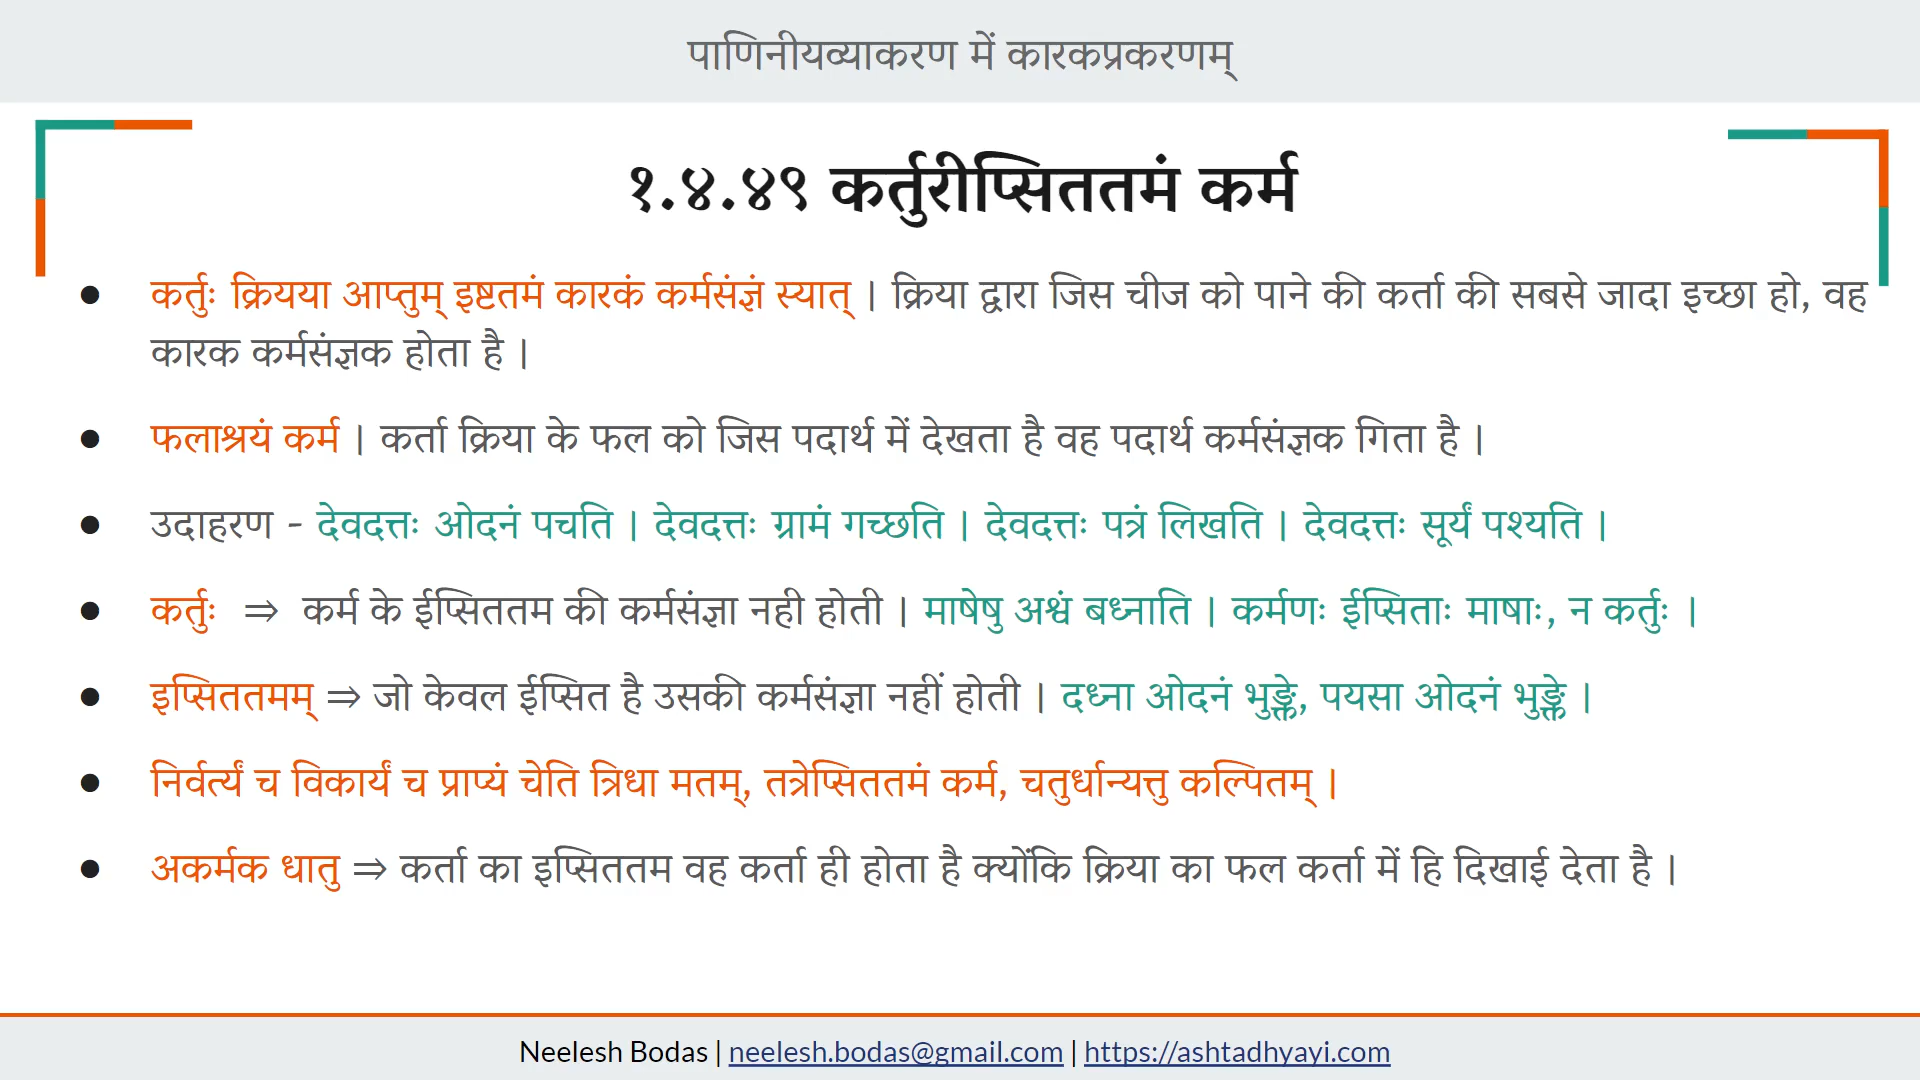 पाणिनीयव्याकरण में कारकप्रकरणम्
१.४.४९ कर्तुरीप्सिततमं कर्म
● कर्तुः क्रियया आप्तुम् इष्टतमं कारकं कर्मसंज्ञं स्यात् । क्रिया द्वारा जिस चीज को पाने की कर्ता की सबसे जादा इच्छा हो, वह
कारक कर्मसंज्ञक होता है ।
● फलाश्रयं कर्म । कर्ता क्रिया के फल को जिस पदार्थ में देखता है वह पदार्थ कर्मसंज्ञक गिता है ।
● उदाहरण - देवदत्तः ओदनं पचति । देवदत्तः ग्रामं गच्छति । देवदत्तः पत्रं लिखति । देवदत्तः सूर्यं पश्यति ।
● कर्तुः ⇒ कर्म के ईप्सिततम की कर्मसंज्ञा नही होती । माषेषु अश्वं बध्नाति । कर्मणः ईप्सिताः माषाः, न कर्तुः ।
● इप्सिततमम् ⇒ जो केवल ईप्सित है उसकी कर्मसंज्ञा नहीं होती । दध्ना ओदनं भुङ्क्ते, पयसा ओदनं भुङ्क्ते ।
● निर्वर्त्यं च विकार्यं च प्राप्यं चेति त्रिधा मतम्, तत्रेप्सिततमं कर्म, चतुर्धान्यत्तु कल्पितम् ।
● अकर्मक धातु ⇒ कर्ता का इप्सिततम वह कर्ता ही होता है क्योंकि क्रिया का फल कर्ता में हि दिखाई देता है ।
Neelesh Bodas | neelesh.bodas@gmail.com | https://ashtadhyayi.com